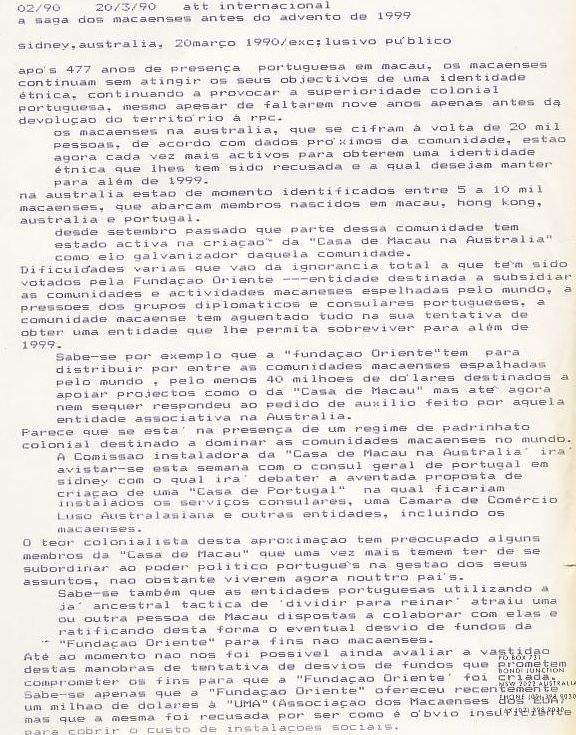 02/90    20/3/90    att internacional
a saga dos macaenses antes do advento de 1999
sidney,australia, 20março 1990/exc;lusivo pu´blico
apo´s 477 anos de presença  portuguesa em macau, os macaenses
continuam sem atingir os seus objectivos de uma identidade
étnica, continuando a provocar a superioridade colonial
portuguesa, mesmo apesar de faltarem nove anos apenas antes da
devoluçao do territo´rio à rpc.
os macaenses na australia, que se cifram à volta de 20 mil
pessoas, de acordo com dados pro´ximos da comunidade, estao
agora cada vez mais activos para obterem uma identidade
étnica que lhes tem sido recusada e a qual desejam manter
para além de 1999.
na australia estao de momento identificados entre 5 a 10 mil
macaenses, que abarcam membros nascidos em macau, hong kong,
australia e portugal.
desde setembro passado que parte dessa comunidade tem
estado activa na criaçao~ da "Casa de Macau na Australia"
como elo galvanizador daquela comunidade.
Dificuldades varias que vao da ignorancia total a que te^m sido
votados pela Fundaçao Oriente ---entidade destinada a subsidiar
as comunidades e actividades macaneses espelhadas pelo mundo, a
pressoes dos grupos diplomaticos e consulares portugueses, a
comunidade macaense tem aguentado tudo na sua tentativa de
obter uma entidade que lhe permita sobreviver para além de
1999.
Sabe-se por exemplo que a "fundaçao Oriente"tem  para
distribuir por entre as comunidades macaenses espalhadas
pelo mundo , pelo menos 40 milhoes de do´lares destinados a
apoiar projectos como o da "Casa de Macau" mas ate´ agora
nem sequer respondeu ao pedido de auxilio feito por aquela
entidade associativa na Australia.
Parece que se esta´ na presença de um regime de padrinhato
colonial destinado a dominar as comunidades macaenses no mundo.
A Comissao instaladora da "Casa de Macau na Australia´ ira´
avistar-se esta semana com o consul geral de portugal em
sidney com o qual ira´ debater a aventada proposta de
criaçao de uma "Casa de Portugal"  na qual ficariam
instalados os serviços consulares, uma Camara de Comércio
Luso Australasiana e outras entidades, incluindo os
macaenses.
O teor colonialista desta aproximaçao tem preocupado alguns
membros da "Casa de Macau" que uma vez mais temem ter de se
subordinar ao poder politico portugue^s na gestao dos seus
assuntos, nao obstante viverem agora nouttro pai´s.
Sabe-se também que as entidades portuguesas utilizando a
ja´ ancestral tactica de ´dividir para reinar´ atraiu uma
ou outra pessoa de Macau dispostas a colaborar com elas e
ratificando desta forma o eventual desvio de fundos da
"Fundaçao Oriente" para fins nao macaenses.
Até ao momento nao nos foi possivel ainda avaliar a vastidao
destas manobras de tentativa de desvios de fundos que prometem
comprometer os fins para que a "Fundaçao Oriente  foi criada.
Sabe-se apenas que a "Fundaçao Oriente" ofereceu recentemente
um milhao de dolares à "UMA"(Associaçao dos Macaenses dos EUA)
mas que a mesma foi recusada por ser como é o´bvio insuficiente
para cobrir o custo de instalaçoes sociais.
PO BOX 731
BONDI JUNCTION
NSW 2022 AUSTRALIA